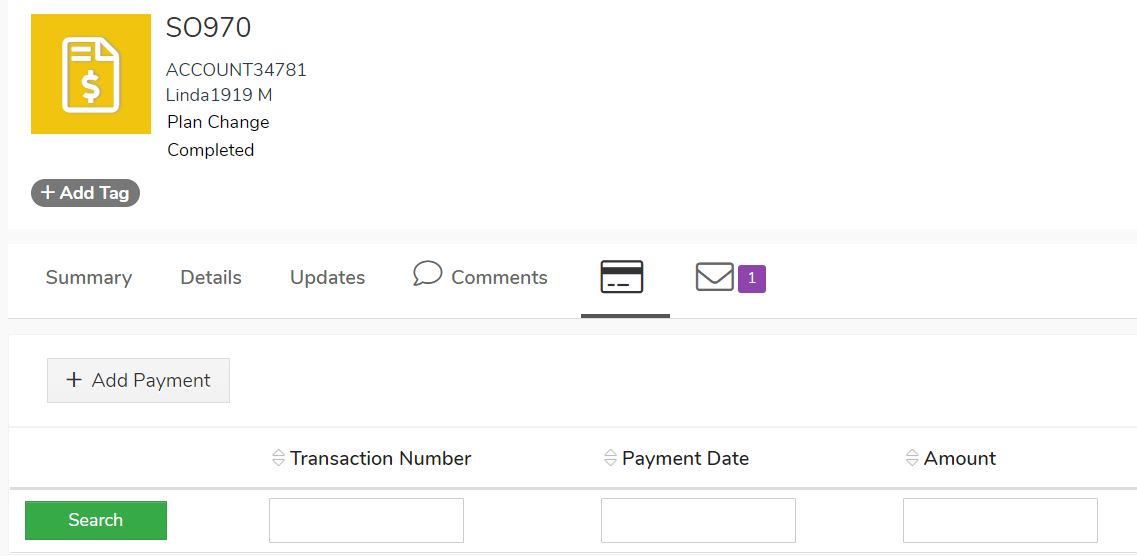 SO970
ACCOUNT34781
Linda1919 M
Plan Change
Completed
+ Add Tag
Summary Details Updates Comments 1
+ Add Payment
Transaction Number Payment Date Amount
Search